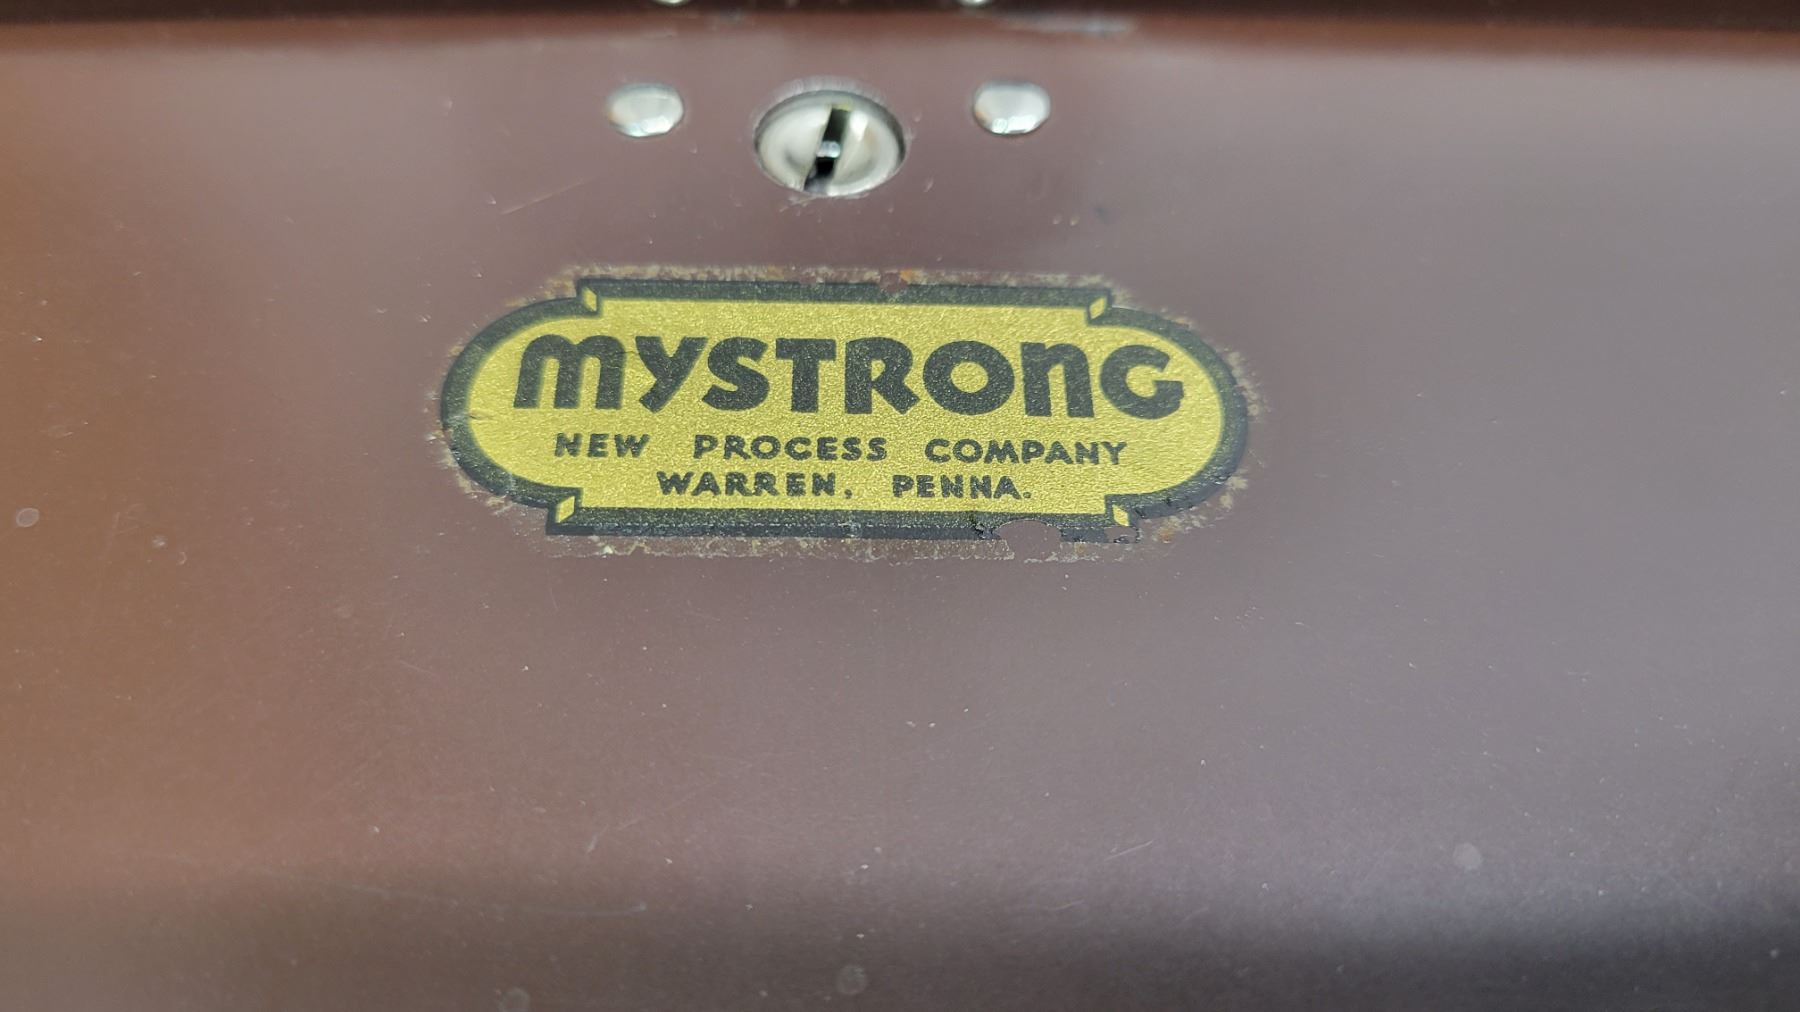 MYSTRONG
NEW PROCESS COMPANY
WARREN, PENNA.